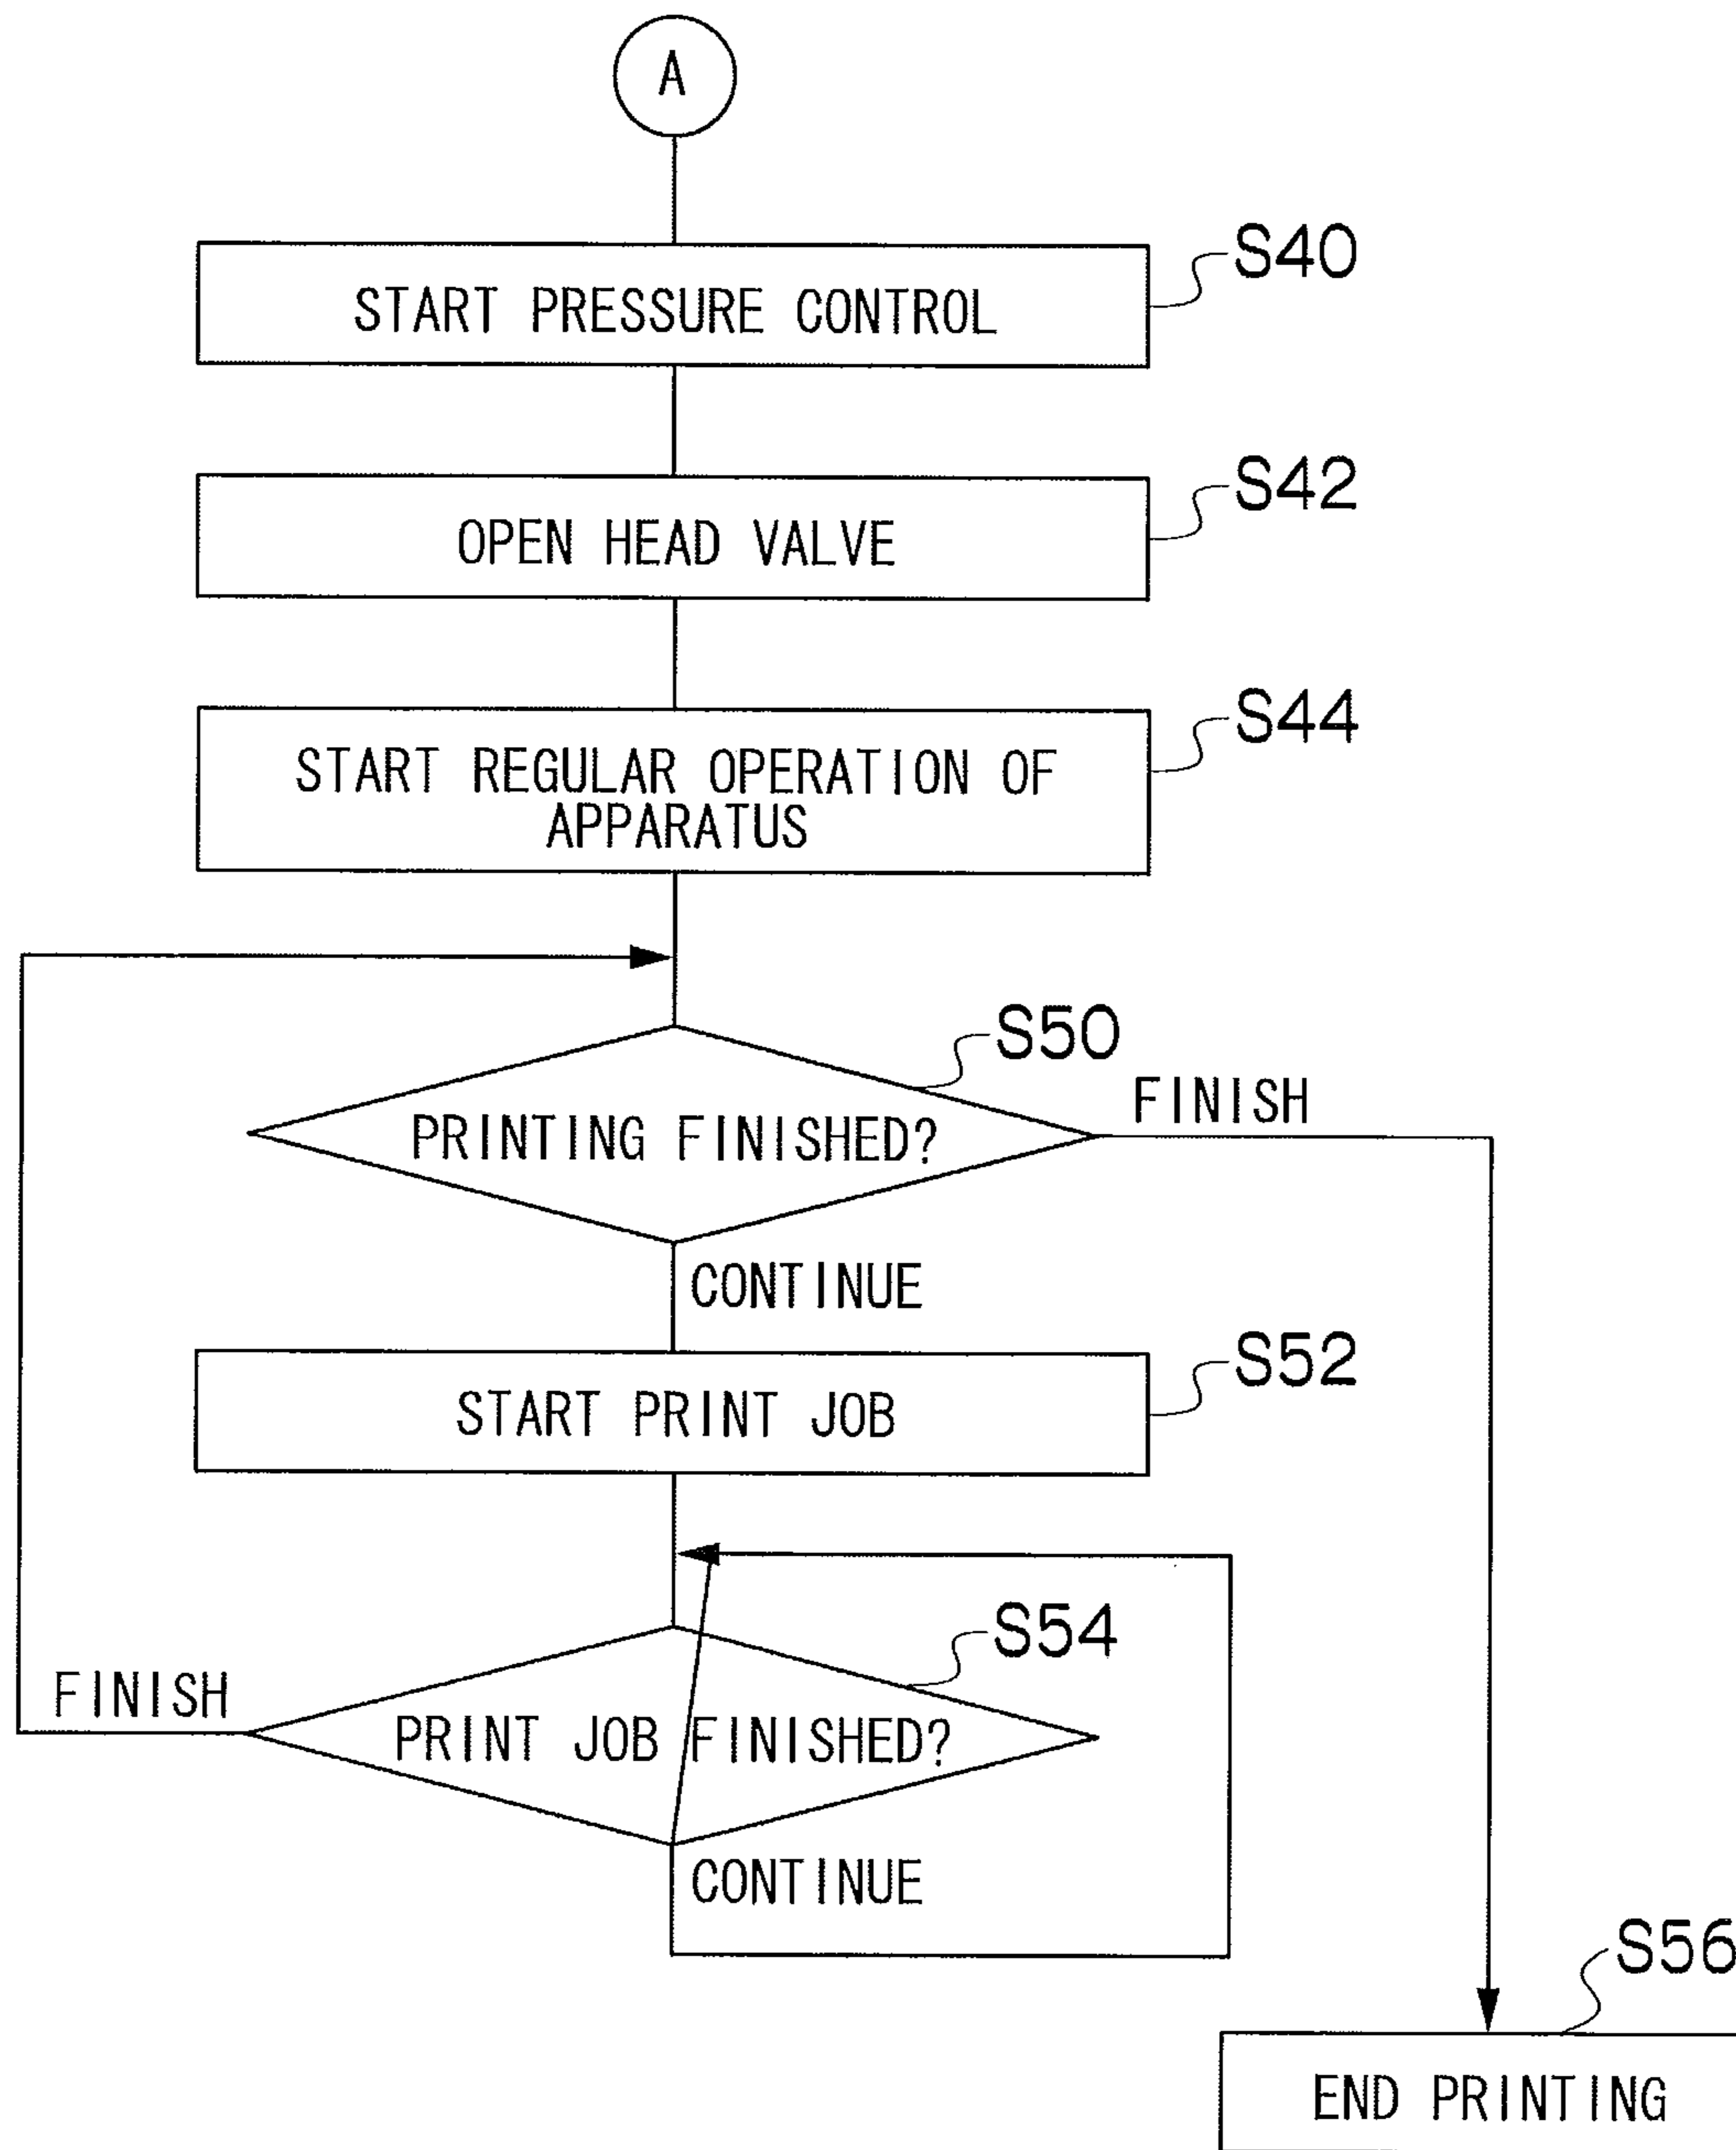 A
START PRESSURE CONTROL
S40
OPEN HEAD VALVE
S42
START REGULAR OPERATION OF
APPARATUS
S44
PRINTING FINISHED?
S50
FINISH
CONTINUE
START PRINT JOB
S52
PRINT JOB FINISHED?
S54
FINISH
CONTINUE
S56
END PRINTING